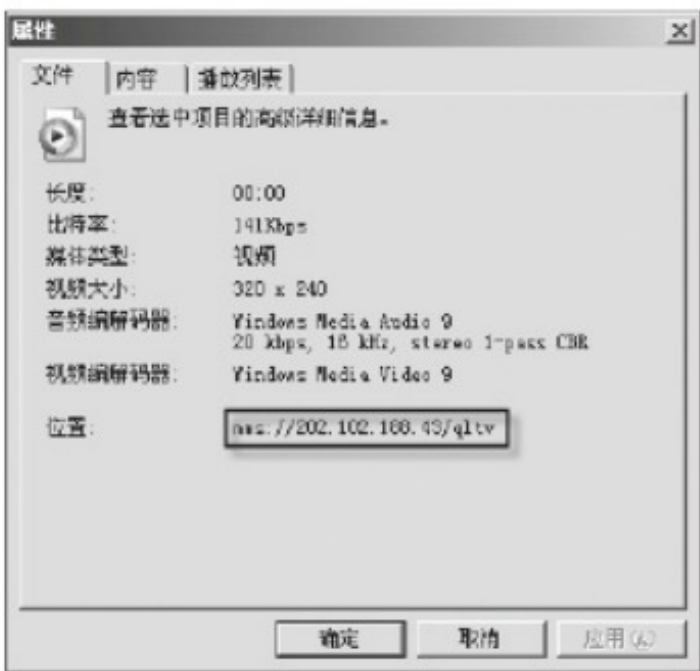 属性
文件
内容
播放列表
查看选中项目的高级详细信息。
长度：
00:00
比特率：
141Kbps
媒体类型：
视频
视频大小：
320 x 240
音频编解码器：
Windows Media Audio 9
20 kbps, 16 kHz, stereo 1-pass CBR
视频编解码器：
Windows Media Video 9
位置：
mms://202.102.188.43/qltv
确定
取消
应用(A)